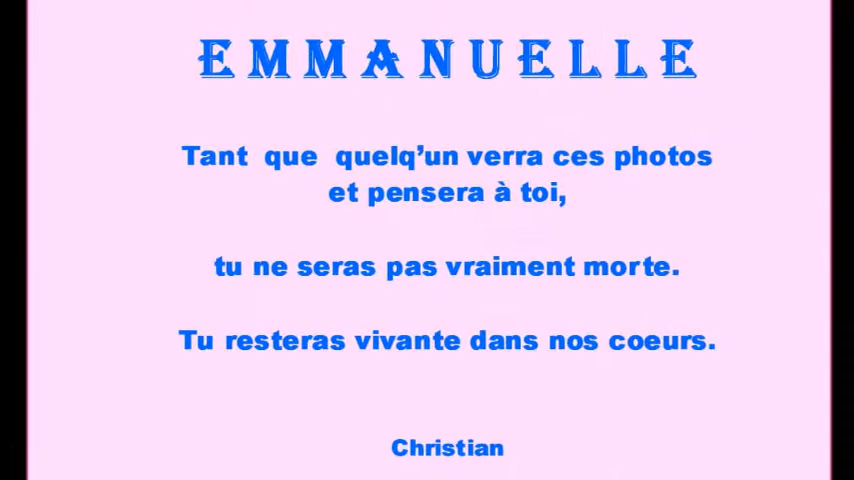 EMMANUELLE
Tant que quelq’un verra ces photos
et pensera à toi,
tu ne seras pas vraiment morte.
Tu resteras vivante dans nos coeurs.
Christian